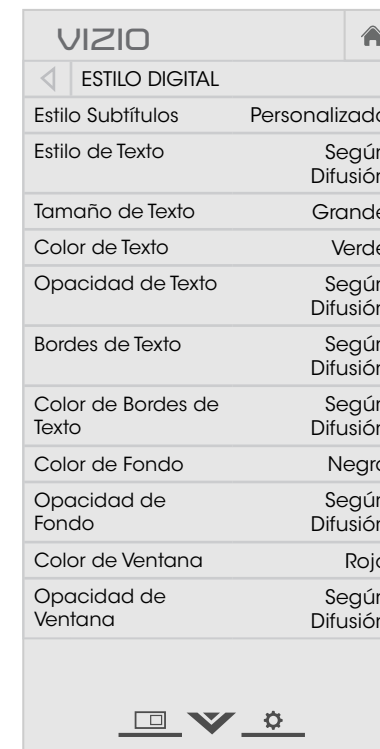 VIZIO
ESTILO DIGITAL
Estilo Subtítulos Personalizado
Estilo de Texto Según
Difusión
Tamaño de Texto Grande
Color de Texto Verde
Opacidad de Texto Según
Difusión
Bordes de Texto Según
Difusión
Color de Bordes de Según
Texto Difusión
Color de Fondo Negro
Opacidad de Según
Fondo Difusión
Color de Ventana Rojo
Opacidad de Según
Ventana Difusión